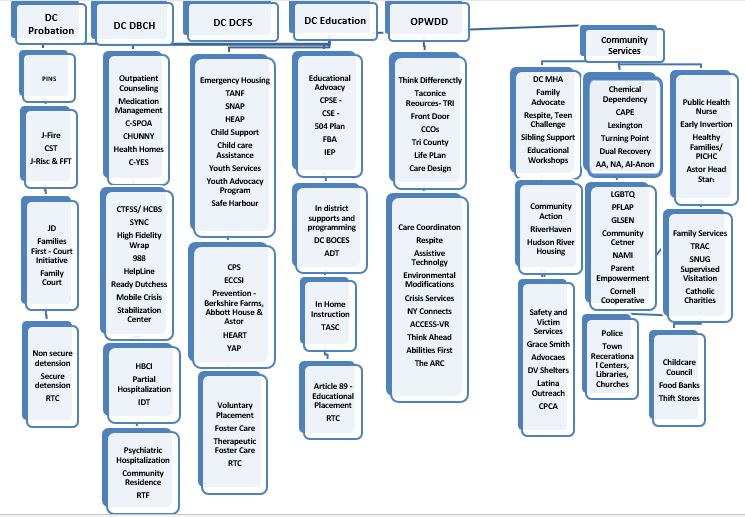 DC
Probation
PINS
J-Fire
CST
J-Risc & FFT
JD
Families
First - Court
Initiative
Family
Court
Non secure
detension
Secure
detension
RTC
DC DBCH
Outpatient
Counseling
Medication
Management
C-SPOA
CHUNNY
Health Homes
C-YES
CTFSS/ HCBS
SYNC
High Fidelity
Wrap
988
HelpLine
Ready Dutchess
Mobile Crisis
Stabilization
Center
HBCI
Partial
Hospitalization
IDT
Psychiatric
Hospitalization
Community
Residence
RTF
DC DCFS
Emergency Housing
TANF
SNAP
HEAP
Child Support
Child care
Assistance
Youth Services
Youth Advocacy
Program
Safe Harbour
CPS
ECCSI
Prevention -
Berkshire Farms,
Abbott House &
Astor
HEART
YAP
Voluntary
Placement
Foster Care
Therapeutic
Foster Care
RTC
DC Education
Educational
Advoacy
CPSE -
CSE -
504 Plan
FBA
IEP
In district
supports and
programming
DC BOCES
ADT
In Home
Instruction
TASC
Article 89 -
Educational
Placement
RTC
OPWDD
Think Differenctly
Taconice
Reources- TRI
Front Door
CCOs
Tri County
Life PLan
Care Design
Care Coordinaton
Respite
Assistive
Technolgy
Environmental
Modifications
Crisis Services
NY Connects
ACCESS-VR
Think Ahead
Abilities First
The ARC
Community
Services
DC MHA
Family
Advocate
Respite, Teen
Challenge
Sibling Support
Educational
Workshops
Community
Action
RiverHaven
Hudson River
Housing
Safety and
Victim
Services
Grace Smith
Advocaes
DV Shelters
Latina
Outreach
CPCA
Chemical
Dependency
CAPE
Lexington
Turning Point
Dual Recovery
AA, NA, Al-Anon
LGBTQ
PFLAP
GLSEN
Community
Cetner
NAMI
Parent
Empowerment
Cornell
Cooperative
Police
Town
Recerationa
l Centers,
Libraries,
Churches
Public Health
Nurse
Early Invertion
Healthy
Families/
PICHC
Astor Head
Start
Family Services
TRAC
SNUG
Supervised
Visitation
Catholic
Charities
Childcare
Council
Food Banks
Thift Stores